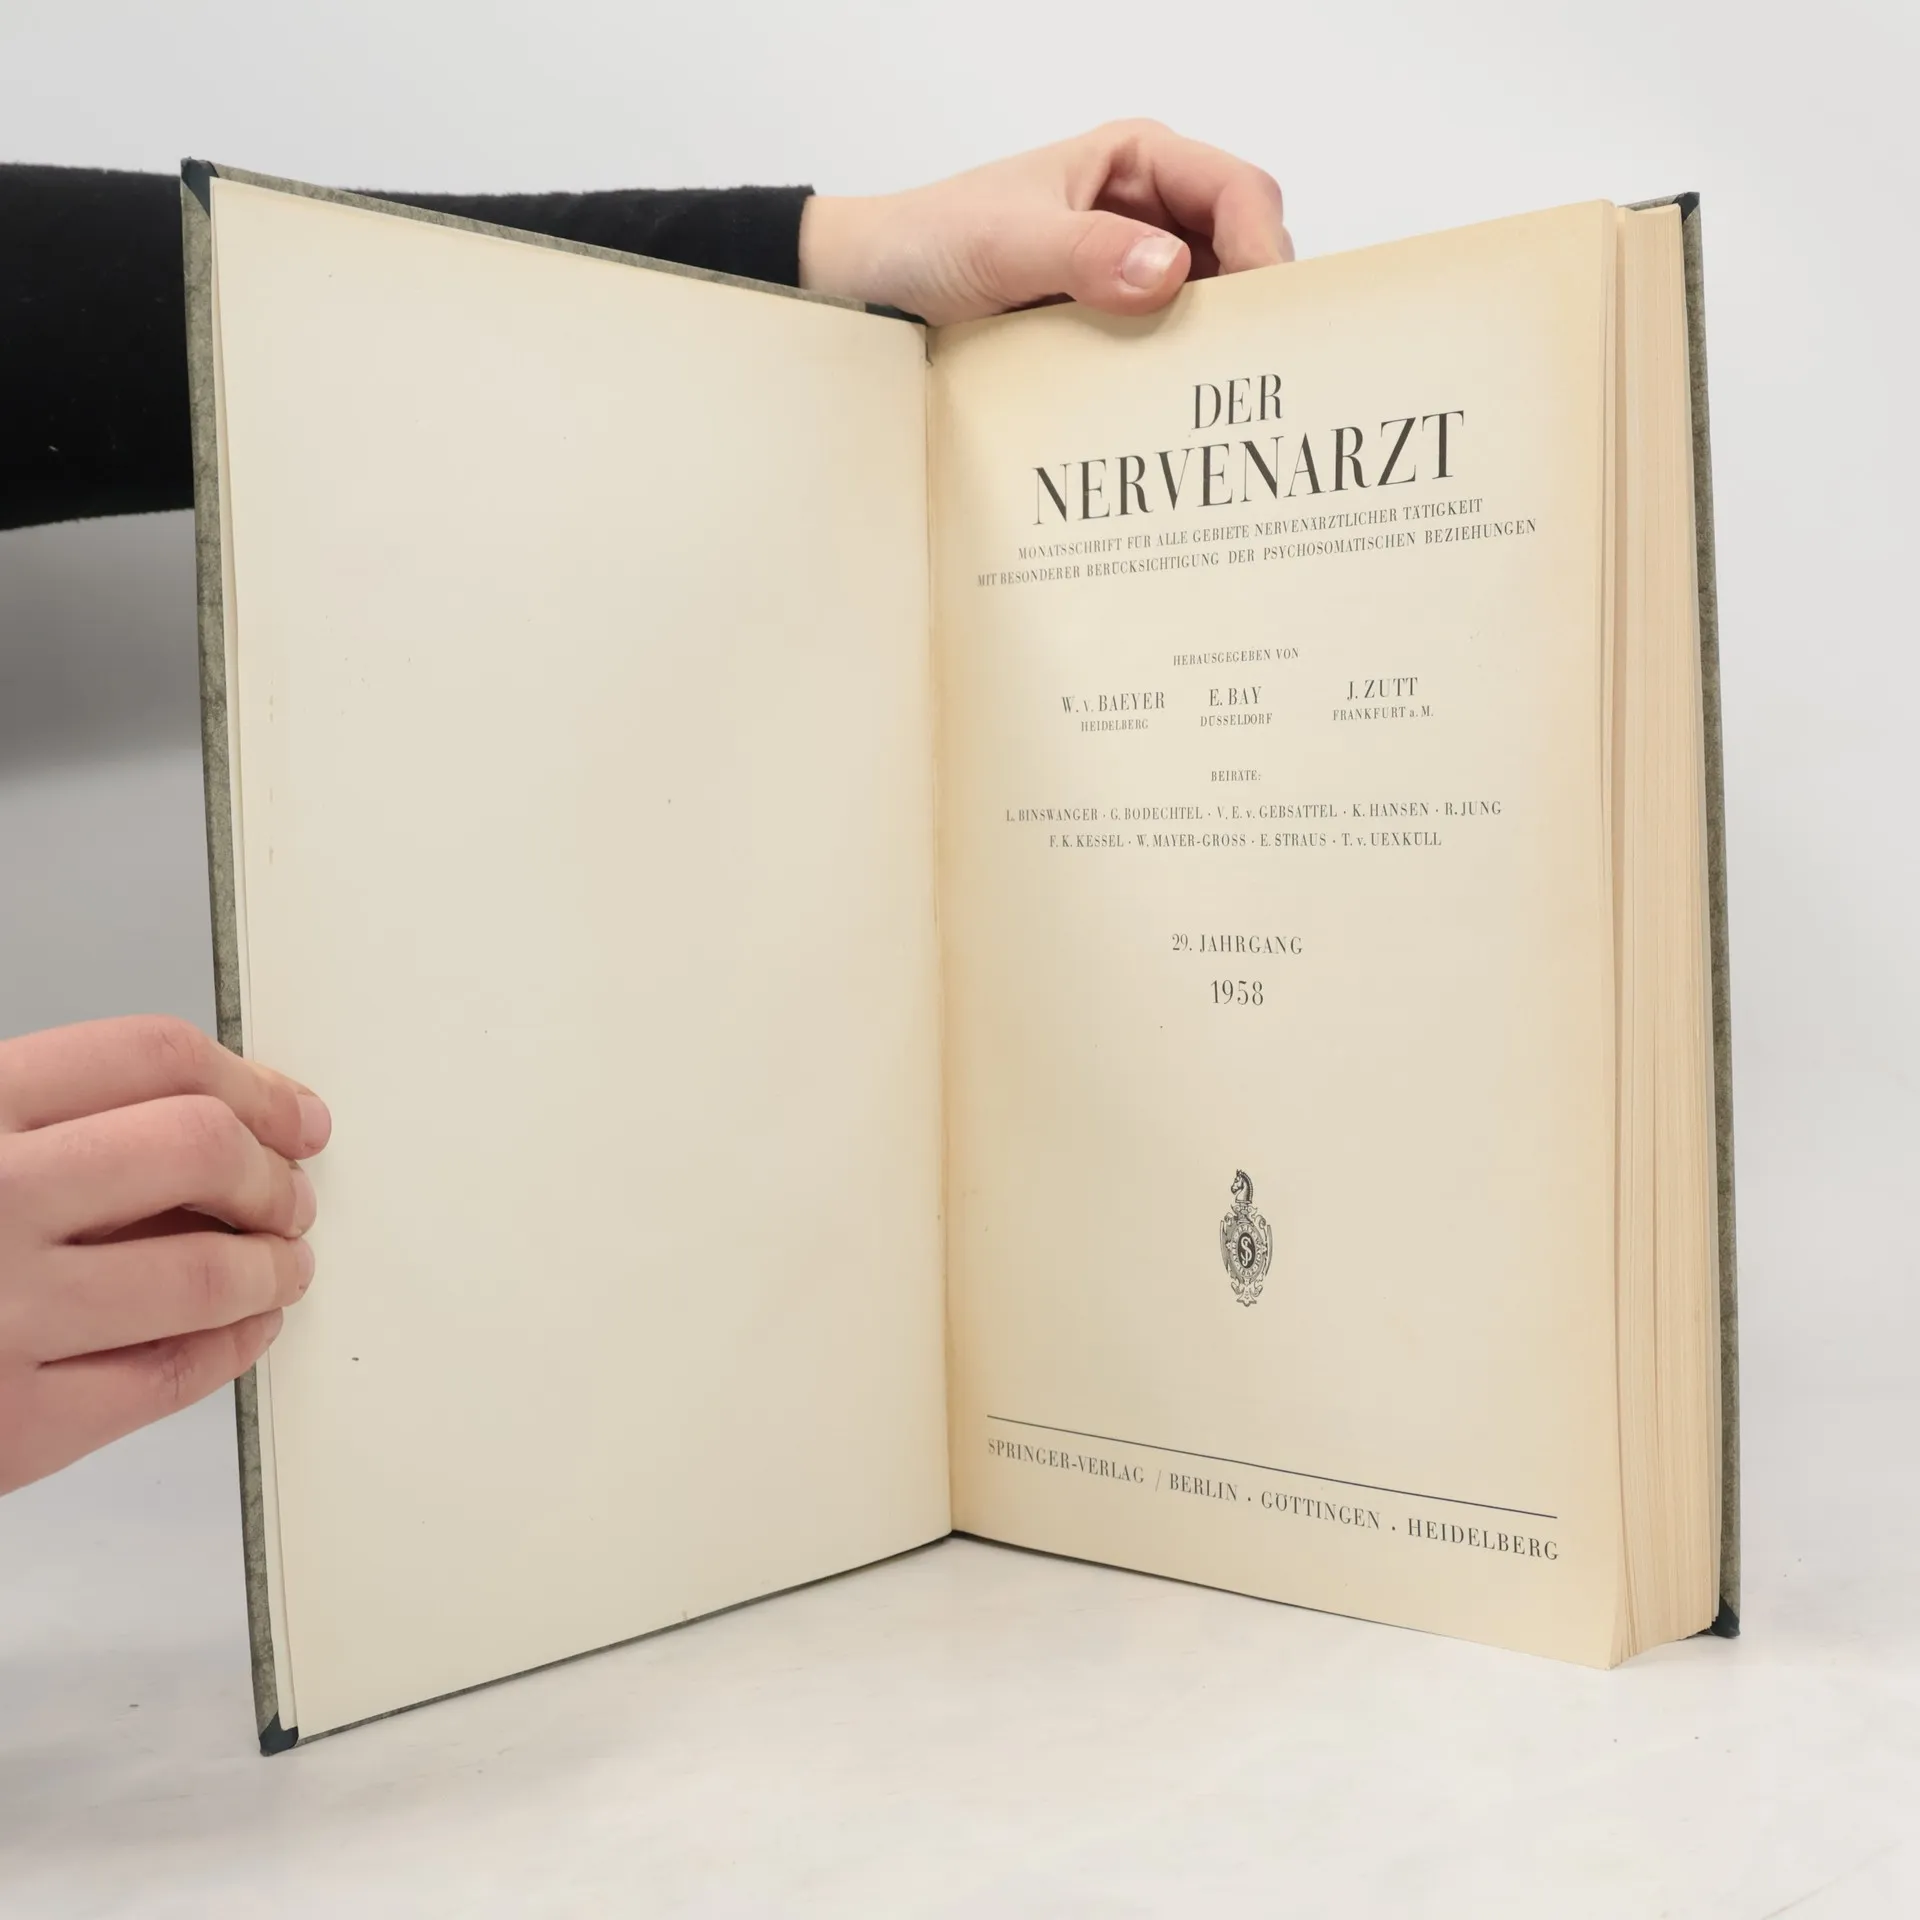 DER
NERVENARZT
MONATSSCHRIFT FÜR ALLE GEBIETE NERVENÄRZTLICHER TÄTIGKEIT
MIT BESONDERER BERÜCKSICHTIGUNG DER PSYCHOSOMATISCHEN BEZIEHUNGEN
HERAUSGEGEBEN VON
W. v. BAEYER E. BAY J. ZUTT
HEIDELBERG DÜSSELDORF FRANKFURT a. M.
BEIRÄTE:
L. BINSWANGER · G. BODECHTEL · V. E. v. GEBSATTEL · K. HANSEN · R. JUNG
F. K. KESSEL · W. MAYER-GROSS · E. STRAUS · T. v. UEXKÜLL
29. JAHRGANG
1958
SPRINGER-VERLAG / BERLIN · GÖTTINGEN · HEIDELBERG